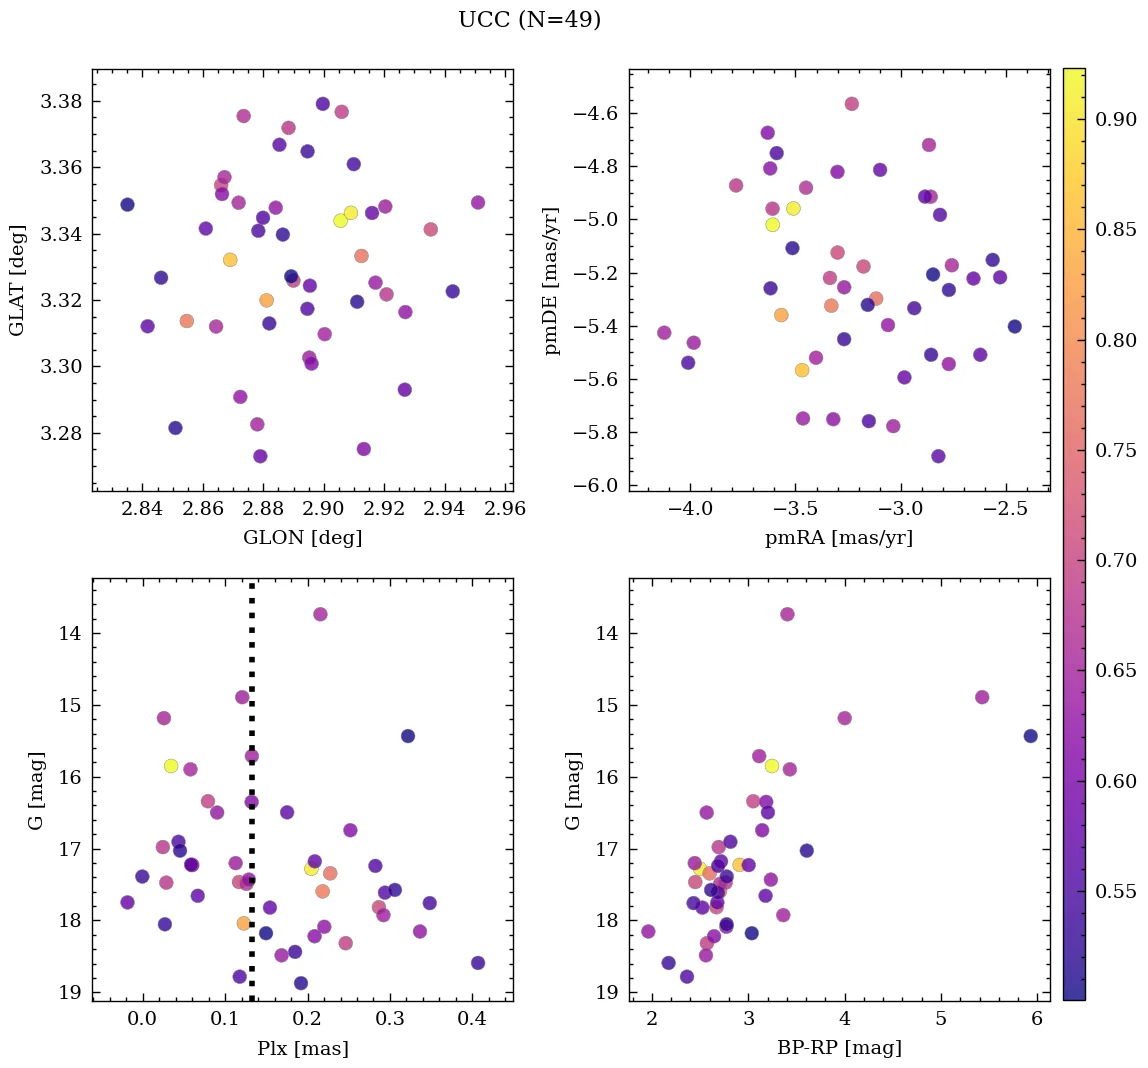 UCC (N=49)
3.38
3.36
3.34
3.32
3.30
3.28
GLAT [deg]
2.84 2.86 2.88 2.90 2.92 2.94 2.96
GLON [deg]
−4.6
−4.8
−5.0
−5.2
−5.4
−5.6
−5.8
−6.0
pmDE [mas/yr]
−4.0 −3.5 −3.0 −2.5
pmRA [mas/yr]
14
15
16
17
18
19
G [mag]
0.0 0.1 0.2 0.3 0.4
Plx [mas]
14
15
16
17
18
19
G [mag]
2 3 4 5 6
BP-RP [mag]
0.90
0.85
0.80
0.75
0.70
0.65
0.60
0.55